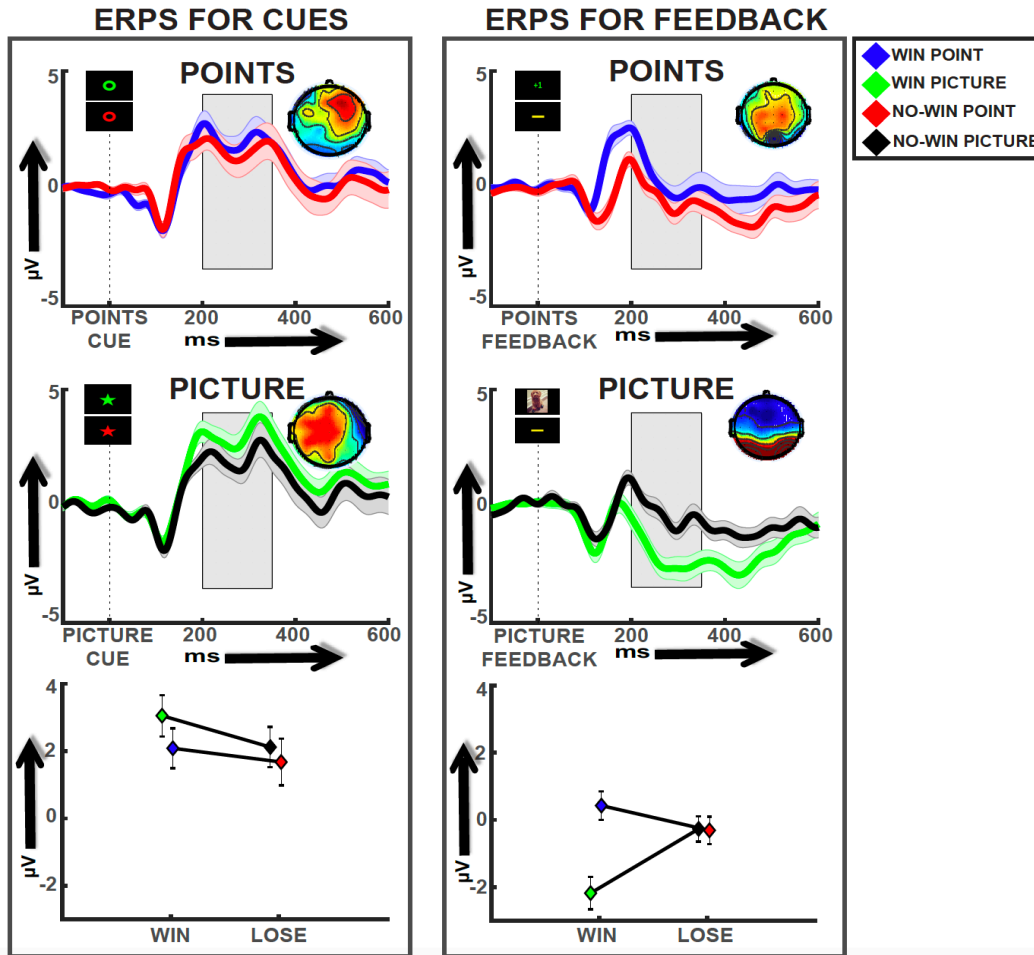 ERPS FOR CUES
POINTS
5
0
-5
µV
POINTS
CUE
200
400
600
ms
PICTURE
5
0
-5
µV
PICTURE
CUE
200
400
600
ms
4
2
0
-2
µV
WIN
LOSE
ERPS FOR FEEDBACK
POINTS
+1
5
0
-5
µV
POINTS
FEEDBACK
200
400
600
ms
PICTURE
5
0
-5
µV
PICTURE
FEEDBACK
200
400
600
ms
4
2
0
-2
µV
WIN
LOSE
WIN POINT
WIN PICTURE
NO-WIN POINT
NO-WIN PICTURE